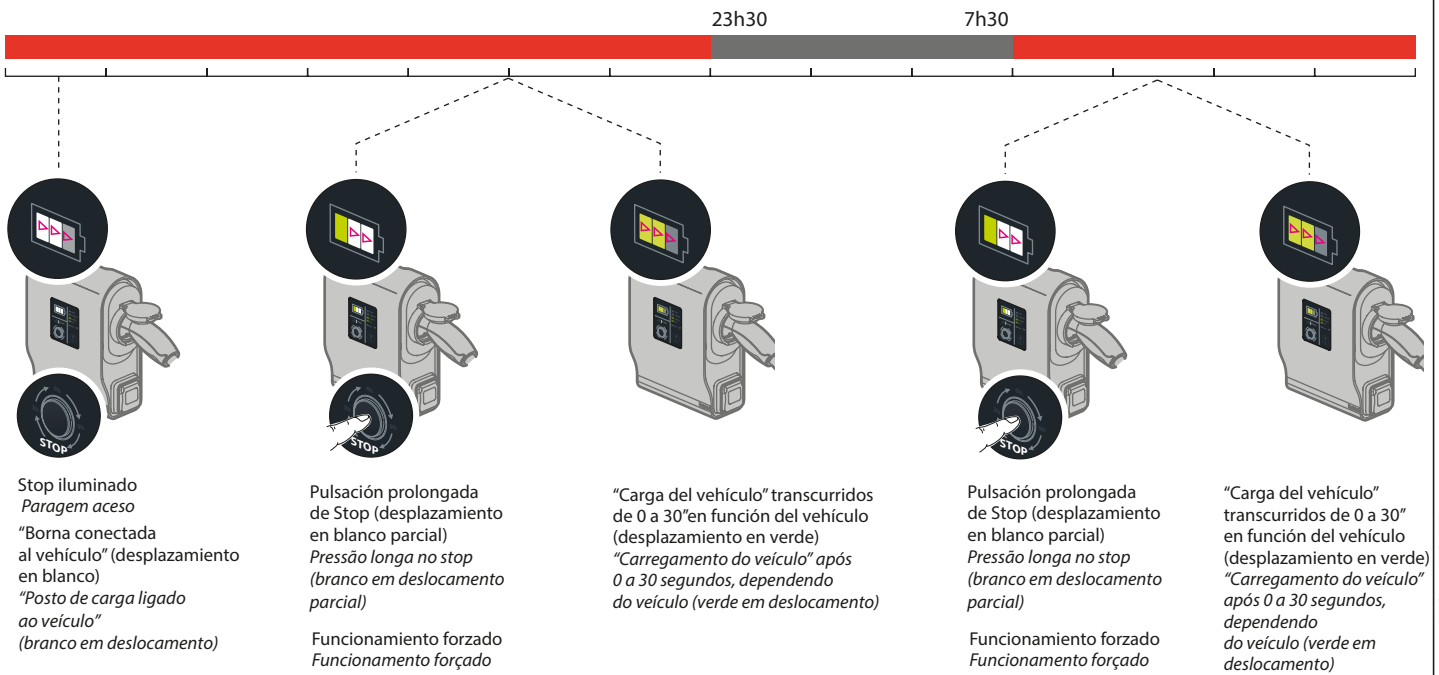 23h30
7h30
STOP
STOP
STOP
Stop iluminado
Paragem aceso
“Borna conectada
al vehículo” (desplazamiento
en blanco)
“Posto de carga ligado
ao veículo”
(branco em deslocamento)
Pulsación prolongada
de Stop (desplazamiento
en blanco parcial)
Pressão longa no stop
(branco em deslocamento
parcial)
Funcionamiento forzado
Funcionamento forçado
“Carga del vehículo” transcurridos
de 0 a 30”en función del vehículo
(desplazamiento en verde)
“Carregamento do veículo” após
0 a 30 segundos, dependendo
do veículo (verde em deslocamento)
Pulsación prolongada
de Stop (desplazamiento
en blanco parcial)
Pressão longa no stop
(branco em deslocamento
parcial)
Funcionamiento forzado
Funcionamento forçado
“Carga del vehículo”
transcurridos de 0 a 30”
en función del vehículo
(desplazamiento en verde)
“Carregamento do veículo”
após 0 a 30 segundos,
dependendo
do veículo (verde em
deslocamento)